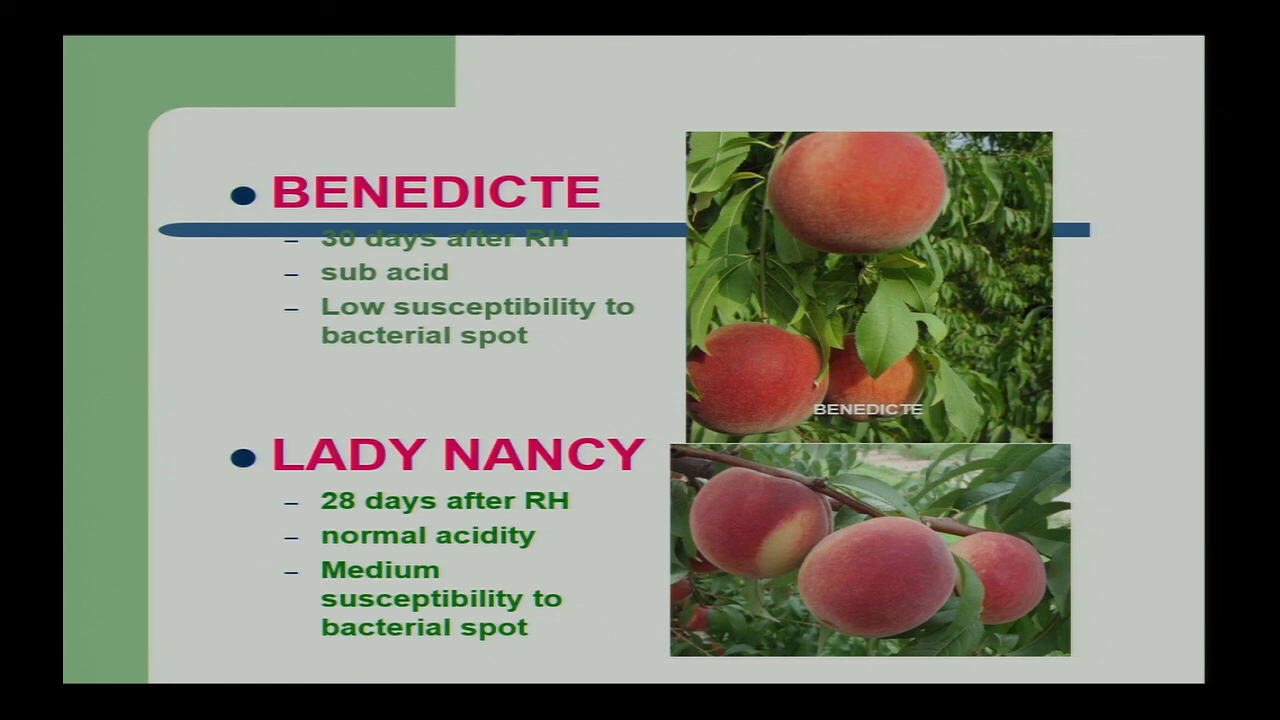 • BENEDICTE
– 30 days after RH
– sub acid
– Low susceptibility to
bacterial spot
BENEDICTE
• LADY NANCY
– 28 days after RH
– normal acidity
– Medium
susceptibility to
bacterial spot